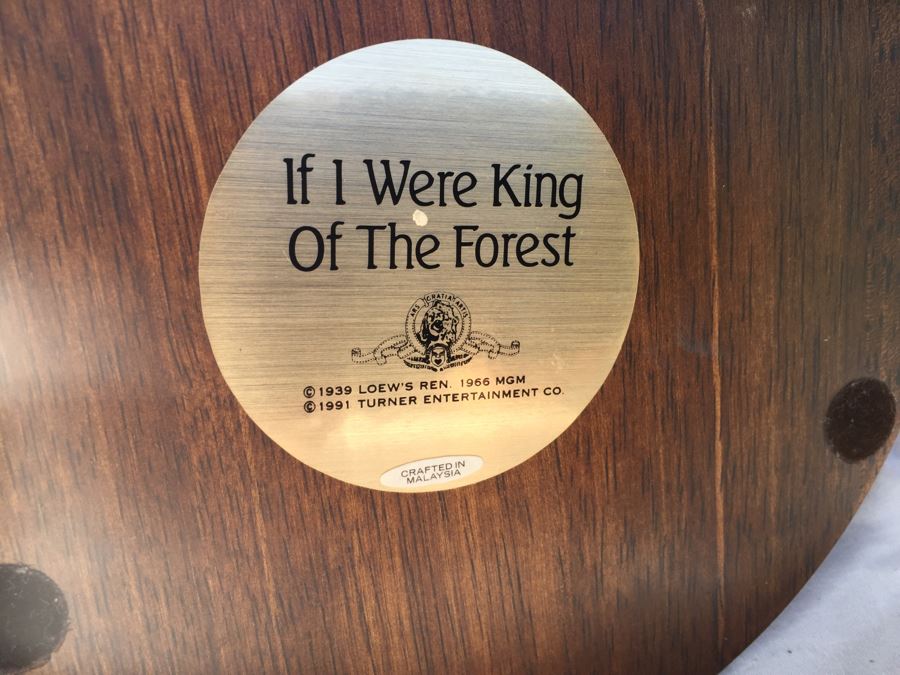 If I Were King
Of The Forest
ARS GRATIA ARTIS
© 1939 LOEW'S REN. 1966 MGM
© 1991 TURNER ENTERTAINMENT CO.
CRAFTED IN
MALAYSIA